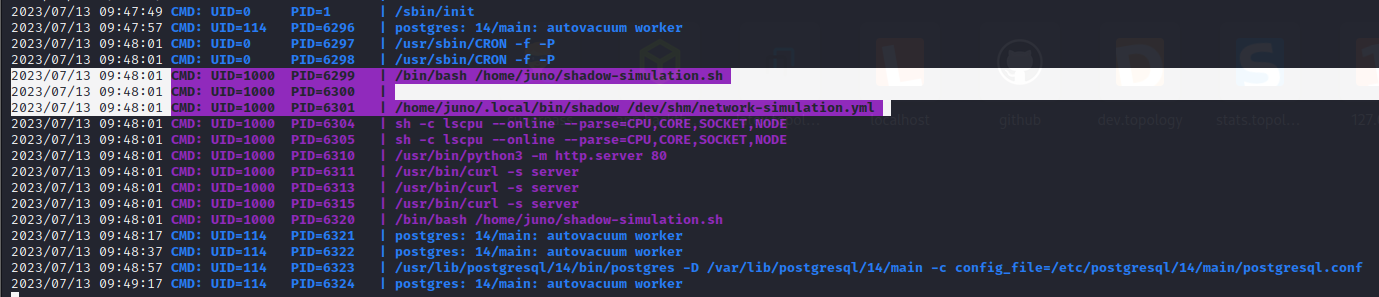 2023/07/13 09:47:49 CMD: UID=0 PID=1 | /sbin/init
2023/07/13 09:47:57 CMD: UID=114 PID=6296 | postgres: 14/main: autovacuum worker
2023/07/13 09:48:01 CMD: UID=0 PID=6297 | /usr/sbin/CRON -f -P
2023/07/13 09:48:01 CMD: UID=0 PID=6298 | /usr/sbin/CRON -f -P
2023/07/13 09:48:01 CMD: UID=1000 PID=6299 | /bin/bash /home/juno/shadow-simulation.sh
2023/07/13 09:48:01 CMD: UID=1000 PID=6300 |
2023/07/13 09:48:01 CMD: UID=1000 PID=6301 | /home/juno/.local/bin/shadow /dev/shm/network-simulation.yml
2023/07/13 09:48:01 CMD: UID=1000 PID=6304 | sh -c lscpu --online --parse=CPU,CORE,SOCKET,NODE
.lhost github dev.topology stats.topol... 127
2023/07/13 09:48:01 CMD: UID=1000 PID=6305 | sh -c lscpu --online --parse=CPU,CORE,SOCKET,NODE
2023/07/13 09:48:01 CMD: UID=1000 PID=6310 | /usr/bin/python3 -m http.server 80
2023/07/13 09:48:01 CMD: UID=1000 PID=6311 | /usr/bin/curl -s server
2023/07/13 09:48:01 CMD: UID=1000 PID=6313 | /usr/bin/curl -s server
2023/07/13 09:48:01 CMD: UID=1000 PID=6315 | /usr/bin/curl -s server
2023/07/13 09:48:01 CMD: UID=1000 PID=6320 | /bin/bash /home/juno/shadow-simulation.sh
2023/07/13 09:48:17 CMD: UID=114 PID=6321 | postgres: 14/main: autovacuum worker
2023/07/13 09:48:37 CMD: UID=114 PID=6322 | postgres: 14/main: autovacuum worker
2023/07/13 09:48:57 CMD: UID=114 PID=6323 | /usr/lib/postgresql/14/bin/postgres -D /var/lib/postgresql/14/main -c config_file=/etc/postgresql/14/main/postgresql.conf
2023/07/13 09:49:17 CMD: UID=114 PID=6324 | postgres: 14/main: autovacuum worker